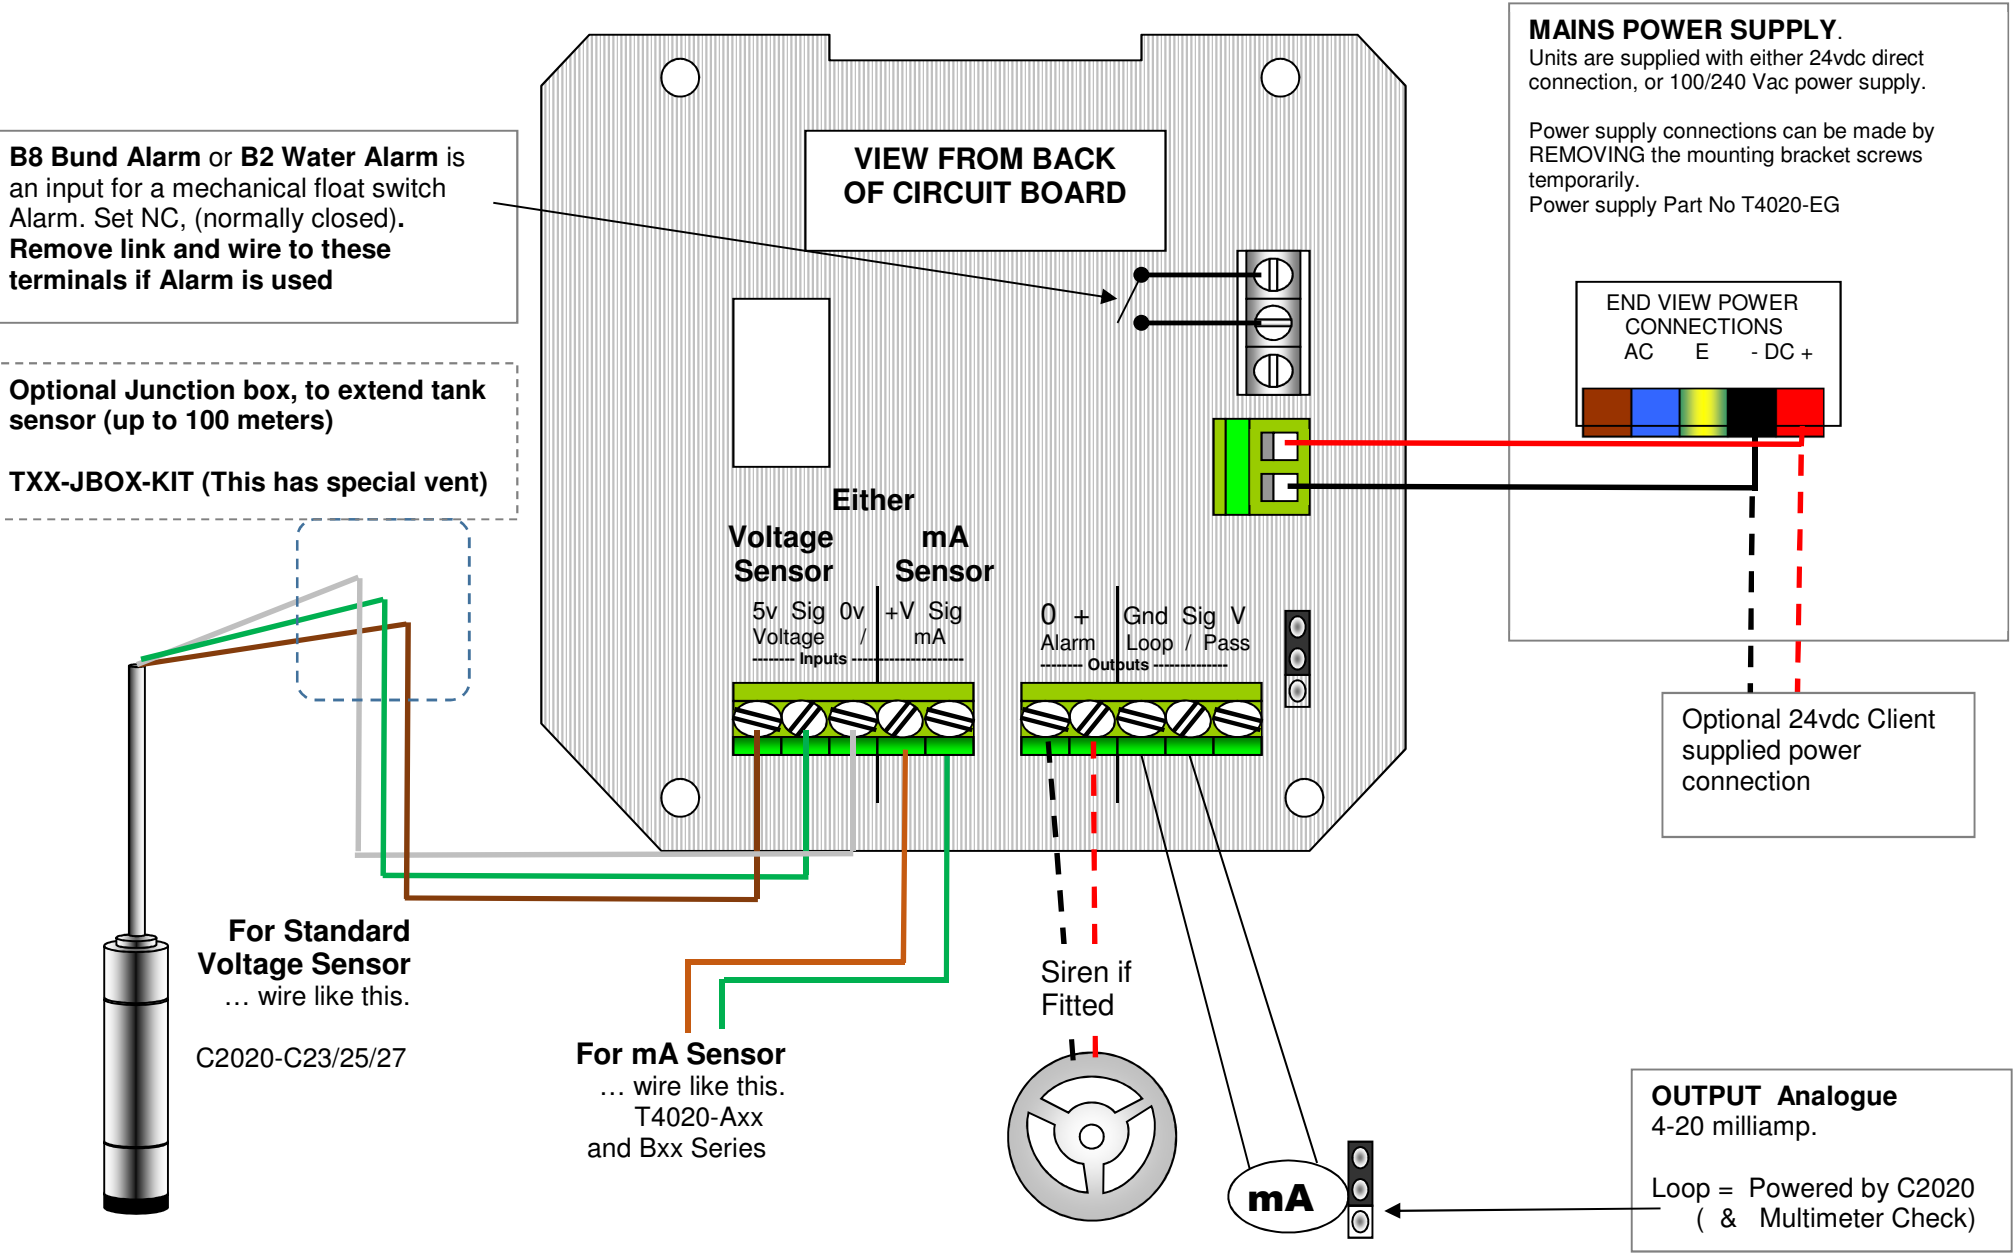 MAINS POWER SUPPLY.
Units are supplied with either 24vdc direct
connection, or 100/240 Vac power supply.
Power supply connections can be made by
REMOVING the mounting bracket screws
temporarily.
Power supply Part No T4020-EG
END VIEW POWER
CONNECTIONS
AC E - DC +
B8 Bund Alarm or B2 Water Alarm is
an input for a mechanical float switch
Alarm. Set NC, (normally closed).
Remove link and wire to these
terminals if Alarm is used
VIEW FROM BACK
OF CIRCUIT BOARD
Optional Junction box, to extend tank
sensor (up to 100 meters)
TXX-JBOX-KIT (This has special vent)
Either
Voltage
Sensor
mA
Sensor
5v Sig 0v +V Sig
Voltage / mA
-------- Inputs ----------------------
0 + Gnd Sig V
Alarm Loop / Pass
-------- Outputs --------------
Optional 24vdc Client
supplied power
connection
For Standard
Voltage Sensor
… wire like this.
C2020-C23/25/27
For mA Sensor
… wire like this.
T4020-Axx
and Bxx Series
Siren if
Fitted
mA
OUTPUT Analogue
4-20 milliamp.
Loop = Powered by C2020
( & Multimeter Check)